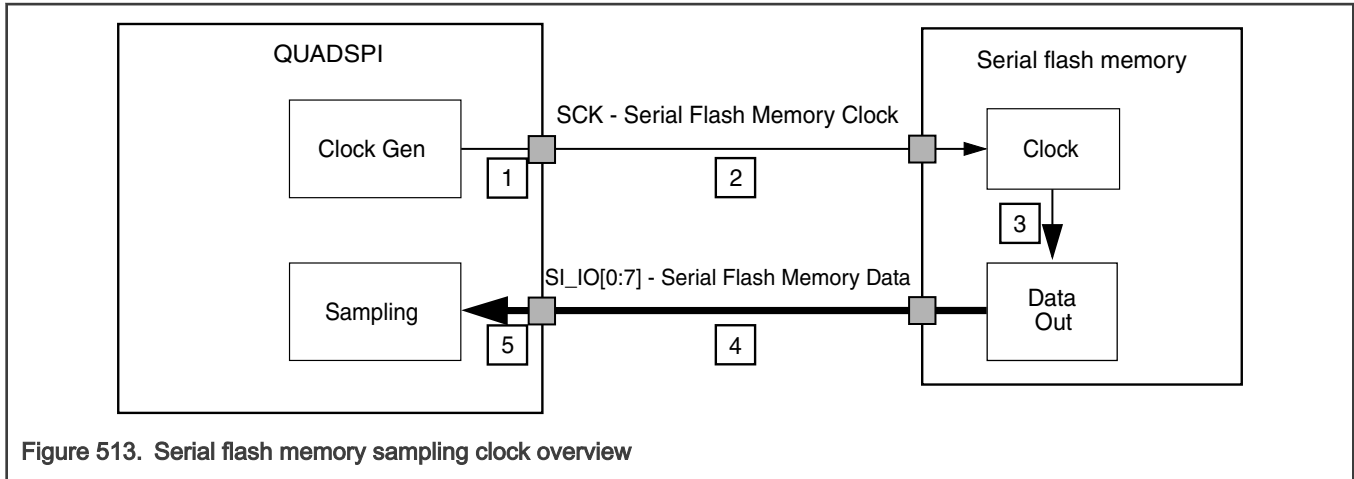 QUADSPI
Serial flash memory
SCK - Serial Flash Memory Clock
Clock Gen
Clock
1
2
3
SI_IO[0:7] - Serial Flash Memory Data
Sampling
Data
Out
5
4
Figure 513. Serial flash memory sampling clock overview